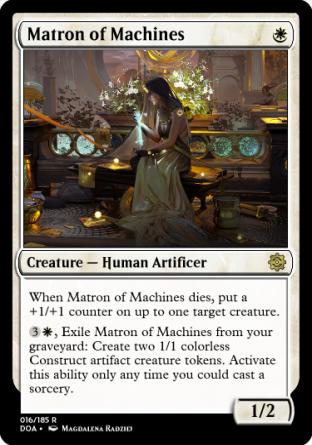 Matron of Machines
Creature — Human Artificer
When Matron of Machines dies, put a
+1/+1 counter on up to one target creature.
3, Exile Matron of Machines from your
graveyard: Create two 1/1 colorless
Construct artifact creature tokens. Activate
this ability only any time you could cast a
sorcery.
1/2
016/185 R
DOA • Magdalena Radziej